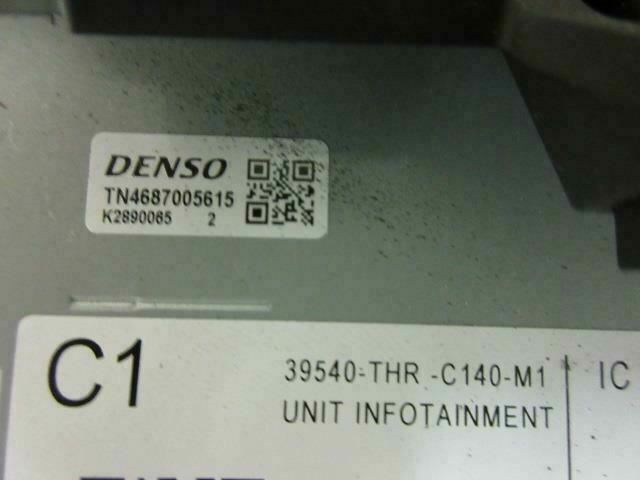 DENSO
TN4687005615
K2890065 2
C1
39540-THR -C140-M1
UNIT INFOTAINMENT
IC